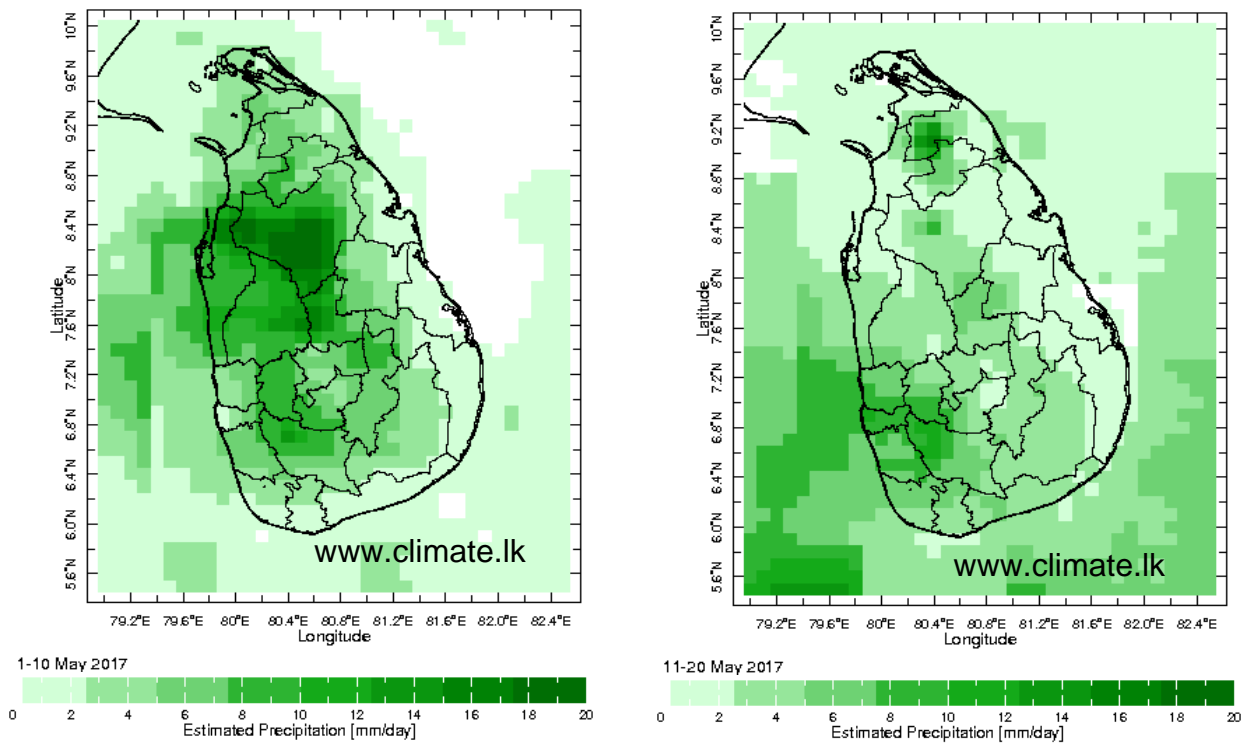 10°N
9.6°N
9.2°N
8.8°N
8.4°N
8°N
7.6°N
7.2°N
6.8°N
6.4°N
6.0°N
5.6°N
Latitude
www.climate.lk
79.2°E 79.6°E 80°E 80.4°E 80.8°E 81.2°E 81.6°E 82.0°E 82.4°E
Longitude
1-10 May 2017
0 2 4 6 8 10 12 14 16 18 20
Estimated Precipitation [mm/day]
10°N
9.6°N
9.2°N
8.8°N
8.4°N
8°N
7.6°N
7.2°N
6.8°N
6.4°N
6.0°N
5.6°N
Latitude
www.climate.lk
79.2°E 79.6°E 80°E 80.4°E 80.8°E 81.2°E 81.6°E 82.0°E 82.4°E
Longitude
11-20 May 2017
0 2 4 6 8 10 12 14 16 18 20
Estimated Precipitation [mm/day]